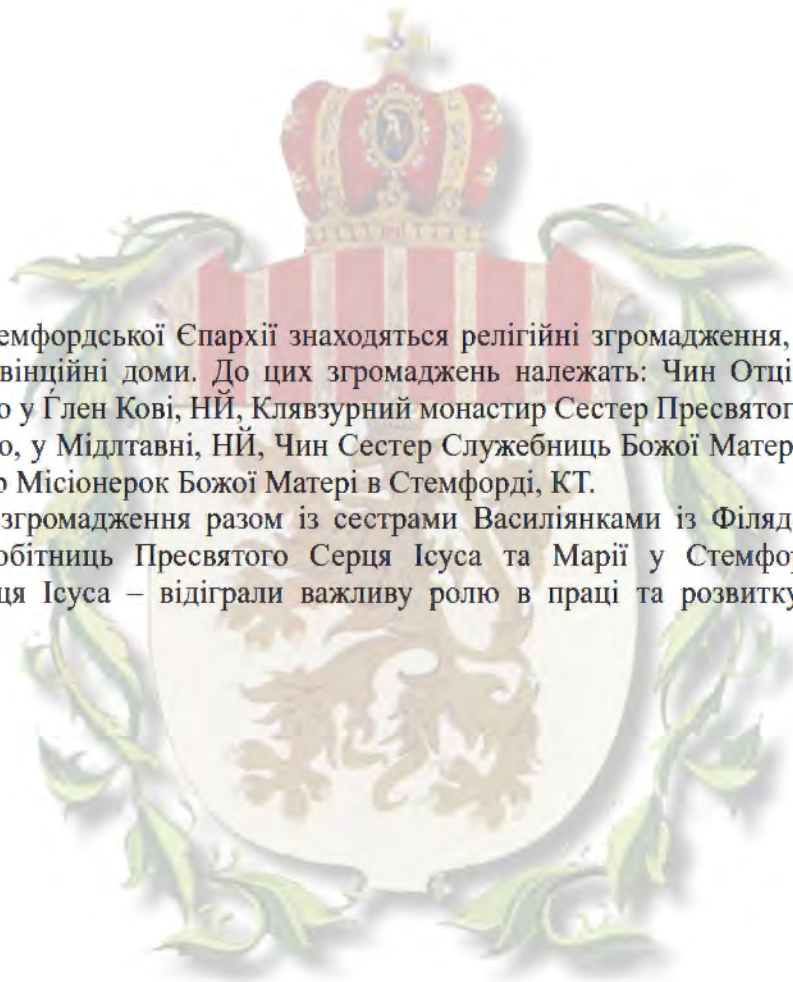 емфордської Єпархії знаходяться релігійні згромадження,
вінційні доми. До цих згромаджень належать: Чин Отці
о у Ґлен Кові, НЙ, Клявзурний монастир Сестер Пресвятог
о, у Мідлтавні, НЙ, Чин Сестер Служебниць Божої Матер
р Місіонерок Божої Матері в Стемфорді, КТ.
згромадження разом із сестрами Василіянками із Філяд
обітниць Пресвятого Серця Ісуса та Марії у Стемфор
ця Ісуса – відіграли важливу ролю в праці та розвитку